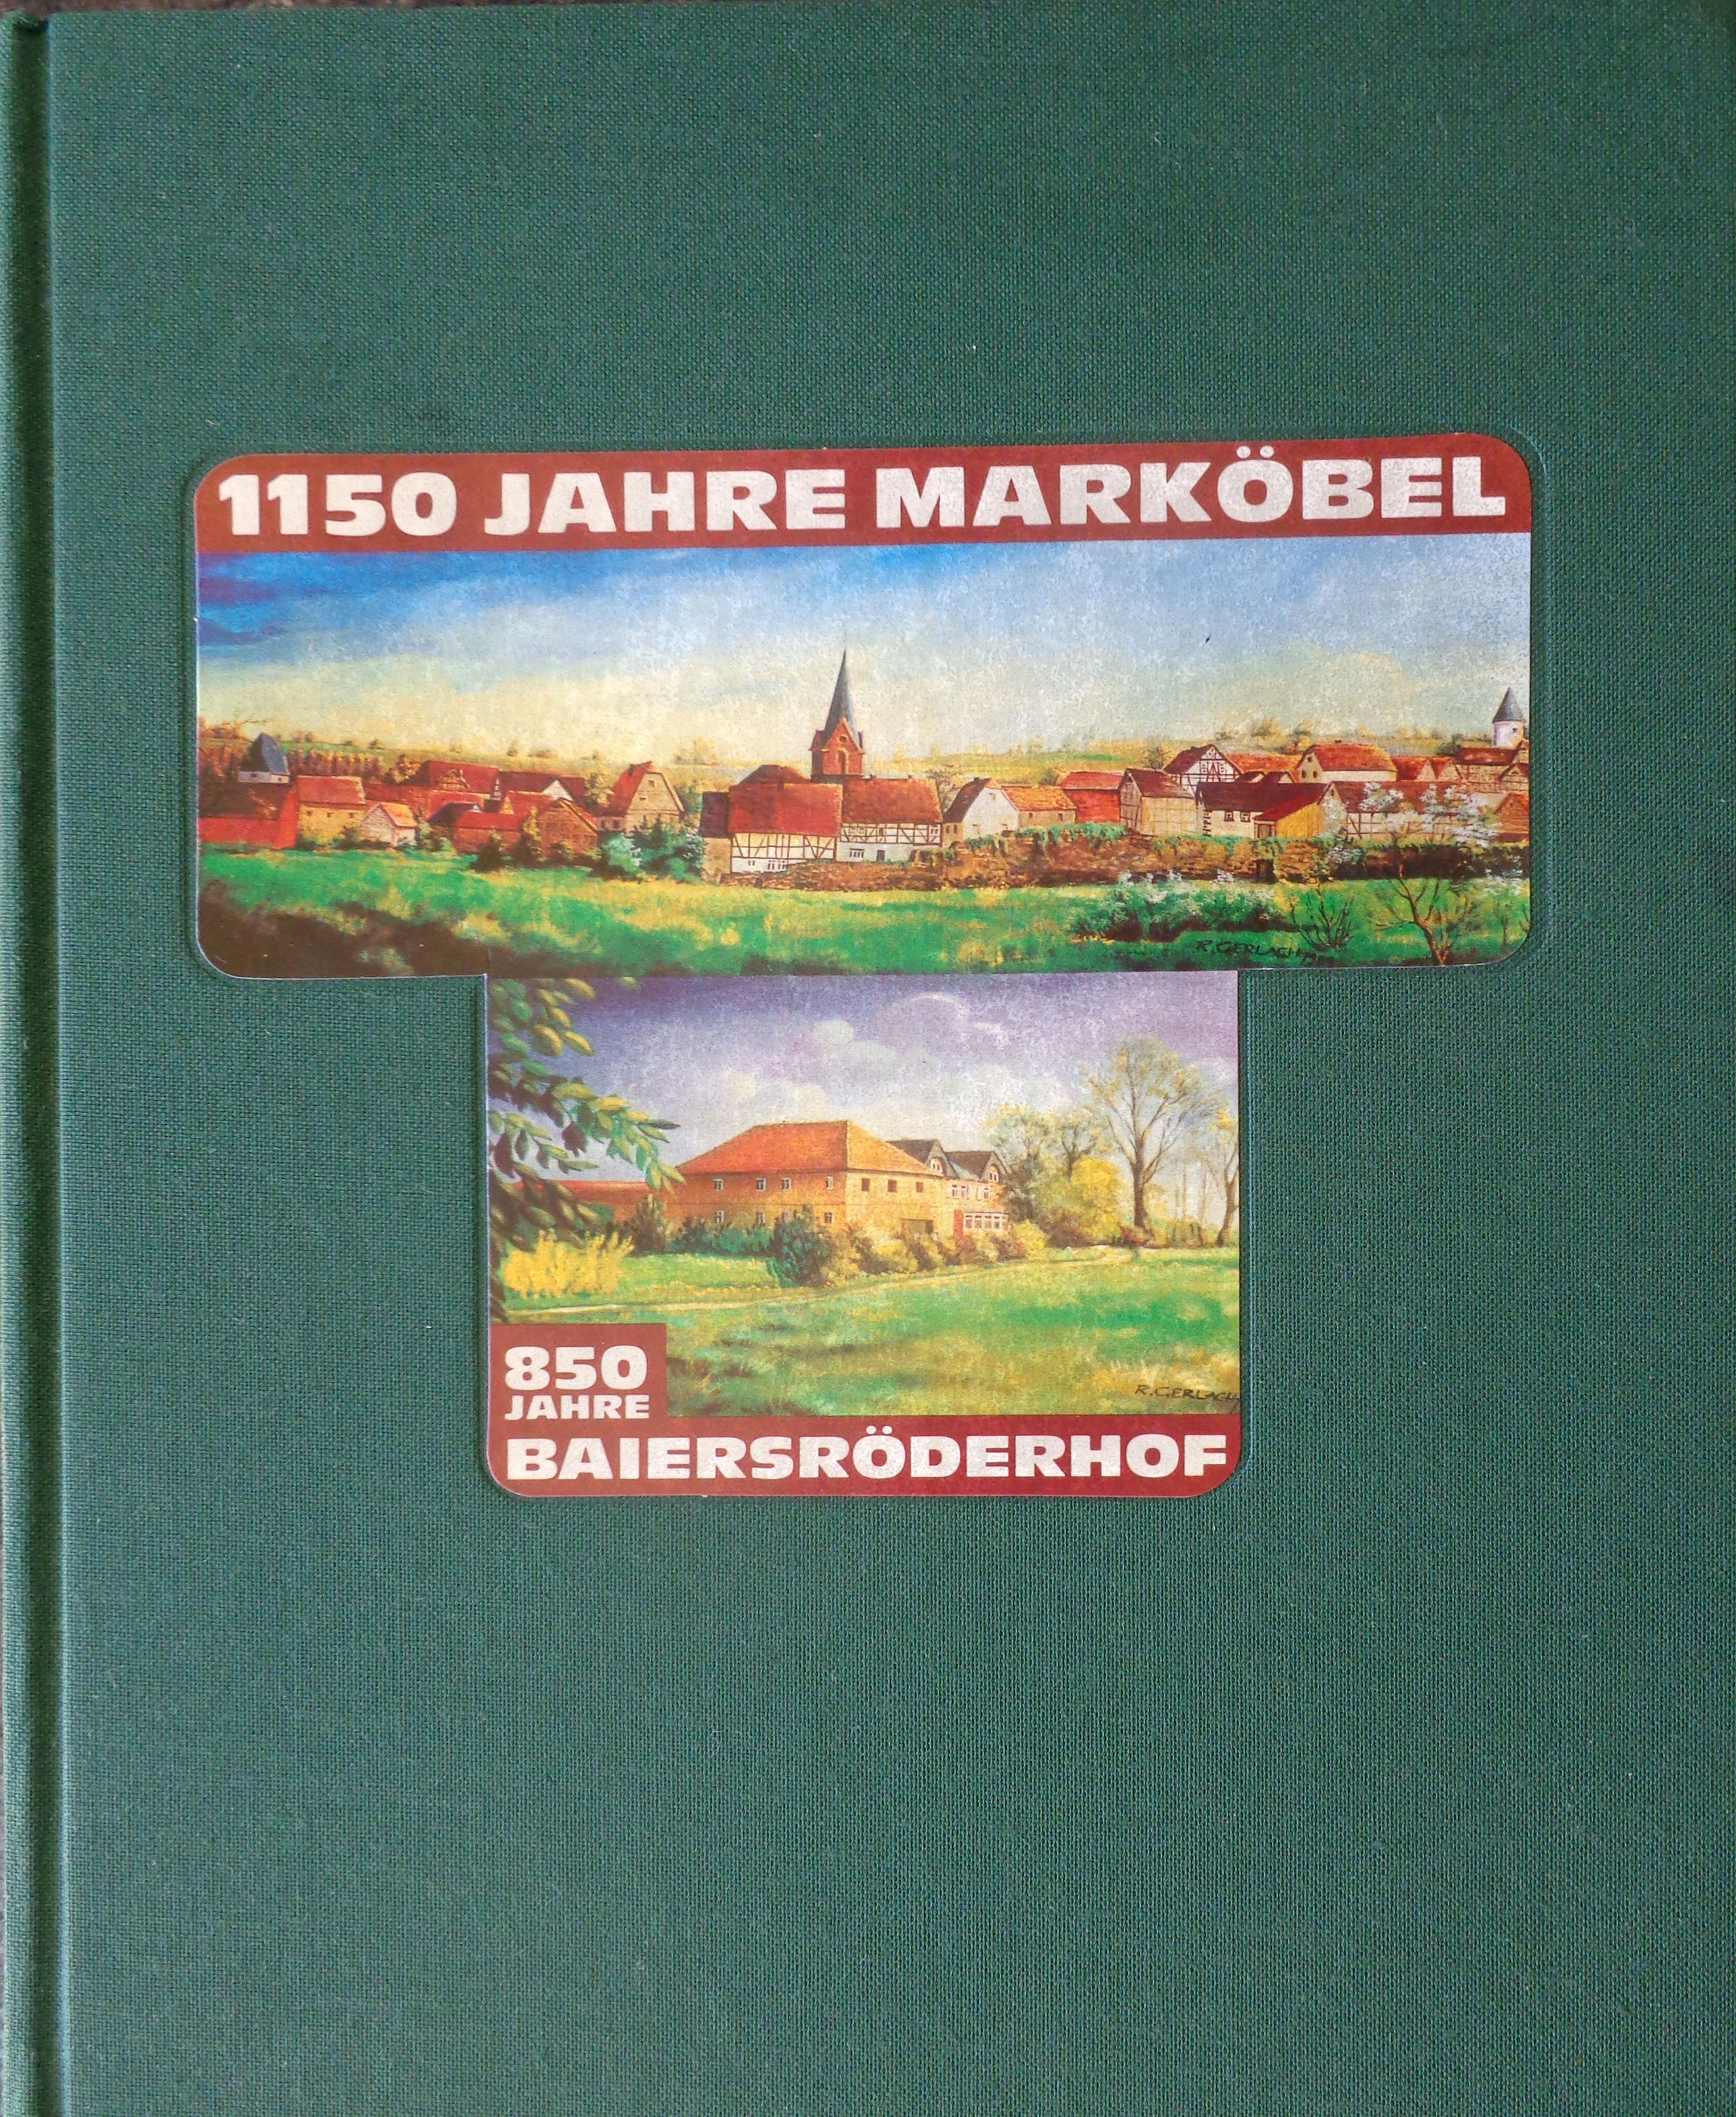 1150 JAHRE MARKÖBEL
R. GERLACH
R. GERLACH
850
JAHRE
BAIERSRÖDERHOF